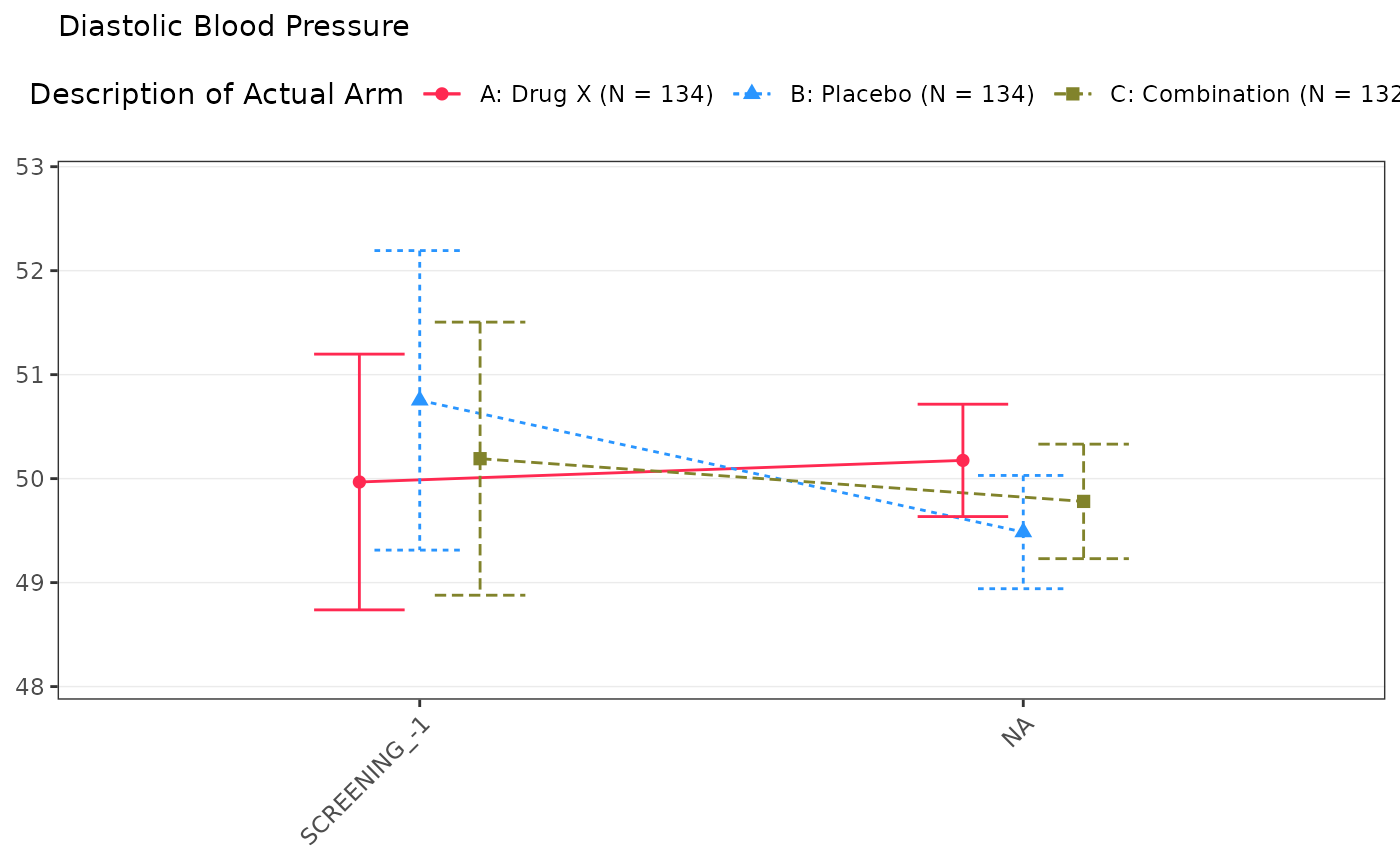 Diastolic Blood Pressure
Description of Actual Arm A: Drug X (N = 134) B: Placebo (N = 134) C: Combination (N = 132
53
52
51
50
49
48
SCREENING_-1
NA